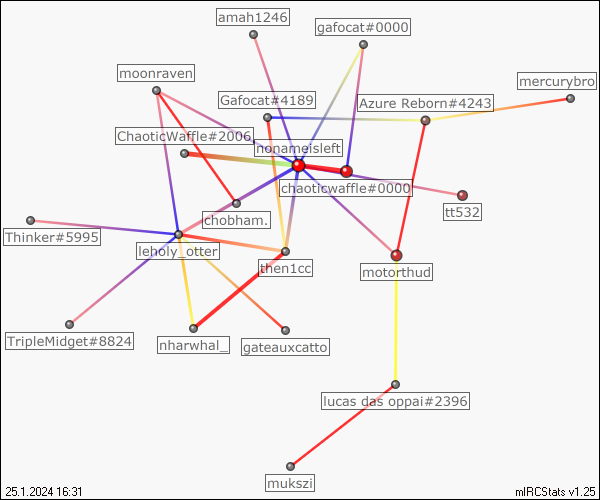 amah1246
gafocat#0000
moonraven
mercurybro
Gafocat#4189
Azure Reborn#4243
ChaoticWaffle#2006
nonameisleft
chaoticwaffle#0000
tt532
chobham.
Thinker#5995
leholy_otter
then1cc
motorthud
TripleMidget#8824
nharwhal_
gateauxcatto
lucas das oppai#2396
mukszi
25.1.2024 16:31
mIRCStats v1.25